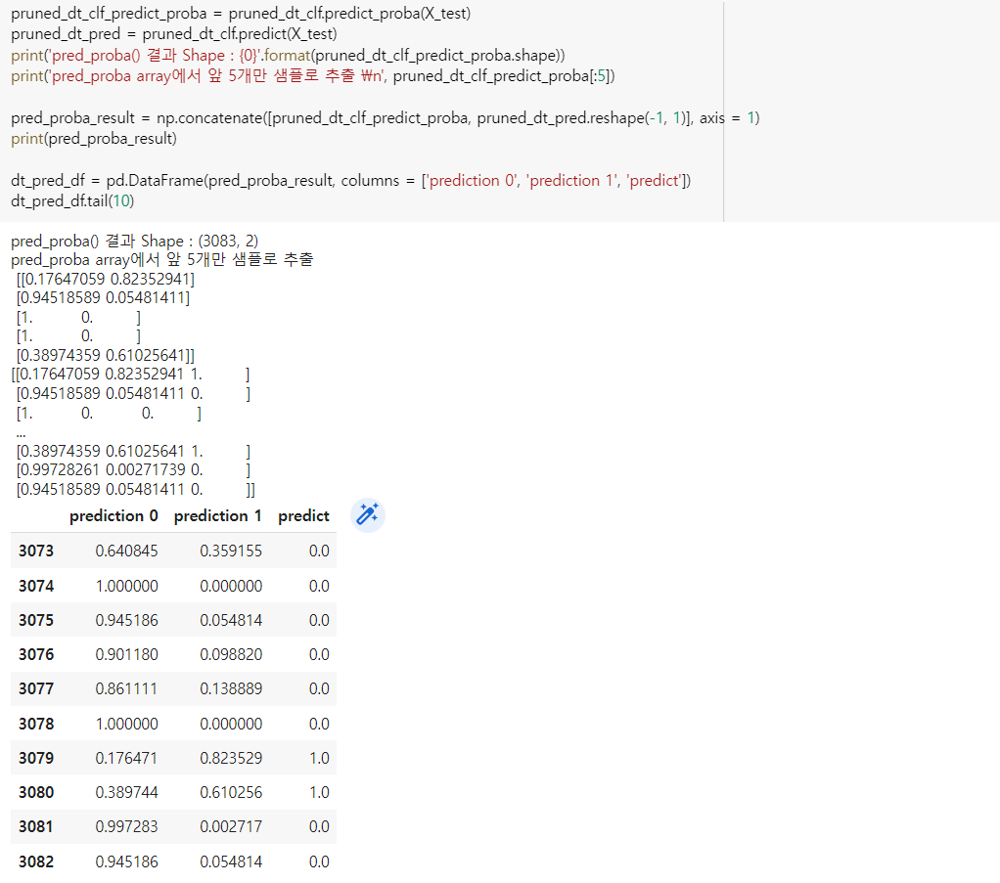 pruned_dt_clf_predict_proba = pruned_dt_clf.predict_proba(X_test)
pruned_dt_pred = pruned_dt_clf.predict(X_test)
print('pred_proba() 결과 Shape : {0}'.format(pruned_dt_clf_predict_proba.shape))
print('pred_proba array에서 앞 5개만 샘플로 추출 ₩n', pruned_dt_clf_predict_proba[:5])
pred_proba_result = np.concatenate([pruned_dt_clf_predict_proba, pruned_dt_pred.reshape(-1, 1)], axis = 1)
print(pred_proba_result)
dt_pred_df = pd.DataFrame(pred_proba_result, columns = ['prediction 0', 'prediction 1', 'predict'])
dt_pred_df.tail(10)
pred_proba() 결과 Shape : (3083, 2)
pred_proba array에서 앞 5개만 샘플로 추출
[[0.17647059 0.82352941]
[0.94518589 0.05481411]
[1. 0. ]
[1. 0. ]
[0.38974359 0.61025641]]
[[0.17647059 0.82352941 1. ]
[0.94518589 0.05481411 0. ]
[1. 0. 0. ]
...
[0.38974359 0.61025641 1. ]
[0.99728261 0.00271739 0. ]
[0.94518589 0.05481411 0. ]]
prediction 0 prediction 1 predict
3073 0.640845 0.359155 0.0
3074 1.000000 0.000000 0.0
3075 0.945186 0.054814 0.0
3076 0.901180 0.098820 0.0
3077 0.861111 0.138889 0.0
3078 1.000000 0.000000 0.0
3079 0.176471 0.823529 1.0
3080 0.389744 0.610256 1.0
3081 0.997283 0.002717 0.0
3082 0.945186 0.054814 0.0